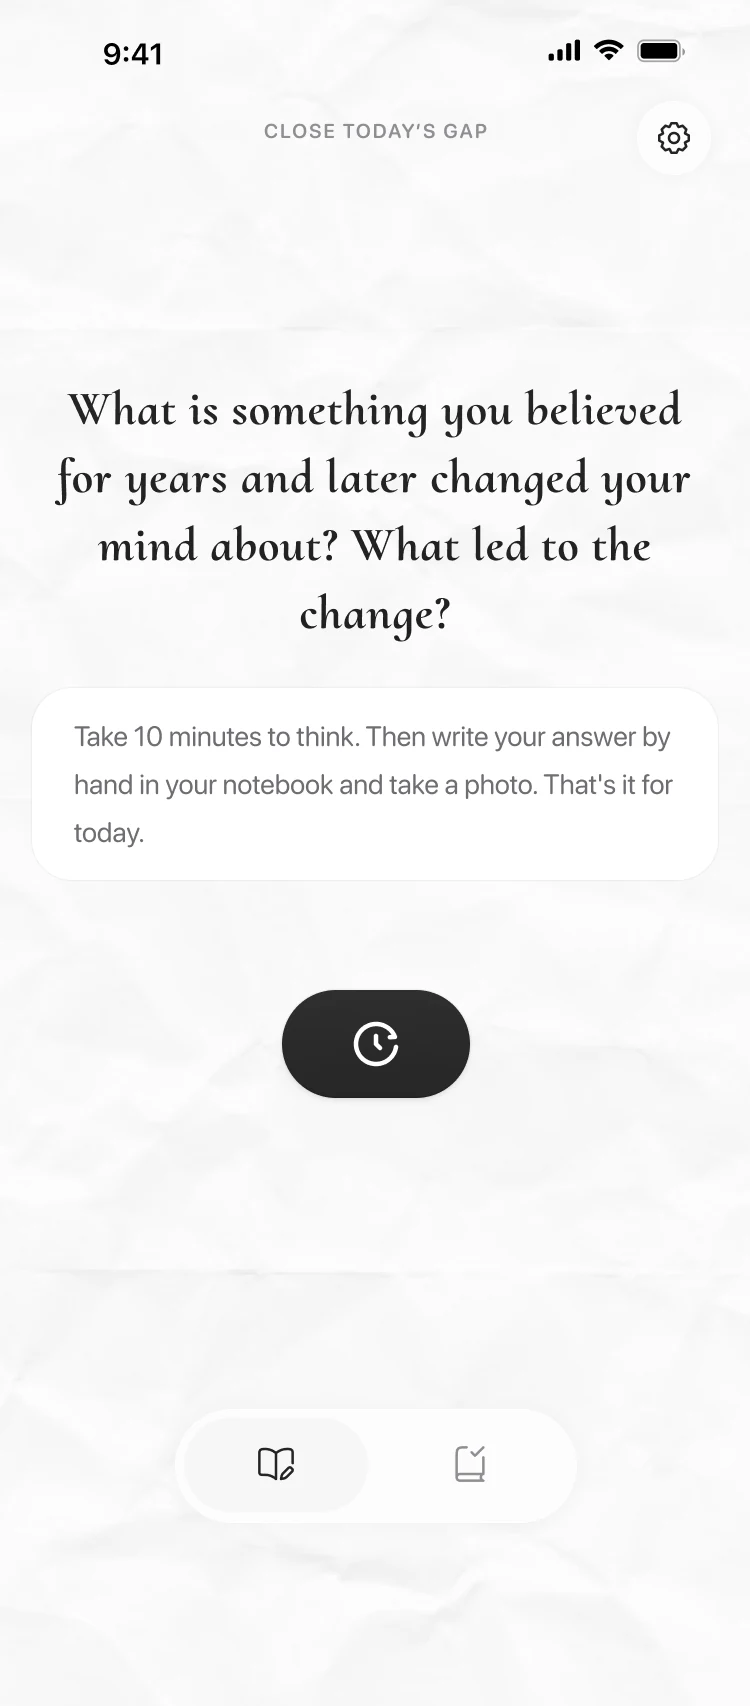 9:41
CLOSE TODAY’S GAP
What is something you believed
for years and later changed your
mind about? What led to the
change?
Take 10 minutes to think. Then write your answer by
hand in your notebook and take a photo. That's it for
today.